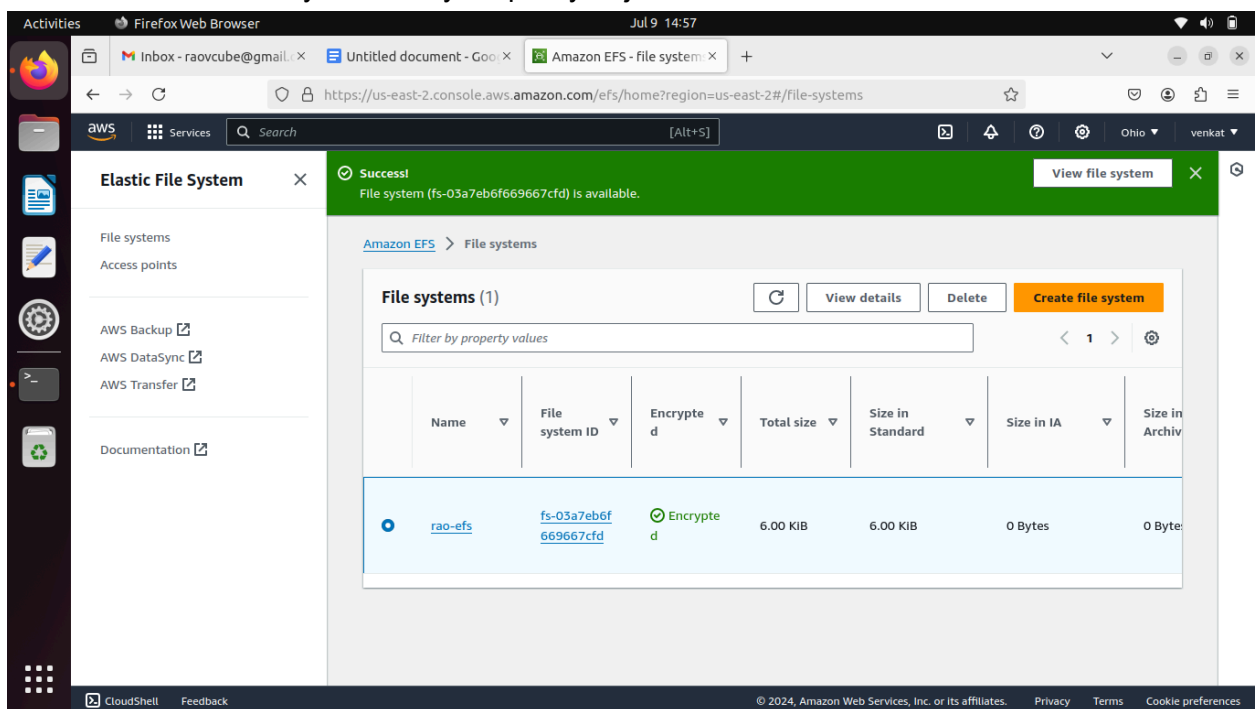 Activities
Firefox Web Browser
Jul 9 14:57
Inbox - raovcube@gmail.c
Untitled document - Goo
Amazon EFS - file system
https://us-east-2.console.aws.amazon.com/efs/home?region=us-east-2#/file-systems
aws
Services
Search
[Alt+S]
Ohio
venkat
Elastic File System
File systems
Access points
AWS Backup
AWS DataSync
AWS Transfer
Documentation
Success!
File system (fs-03a7eb6f669667cfd) is available.
View file system
Amazon EFS
File systems
File systems (1)
View details
Delete
Create file system
Filter by property values
1
Name
File
system ID
Encrypte
d
Total size
Size in
Standard
Size in IA
Size in
Archiv
rao-efs
fs-03a7eb6f
669667cfd
Encrypte
d
6.00 KiB
6.00 KiB
0 Bytes
0 Byte
CloudShell
Feedback
© 2024, Amazon Web Services, Inc. or its affiliates.
Privacy
Terms
Cookie preferences